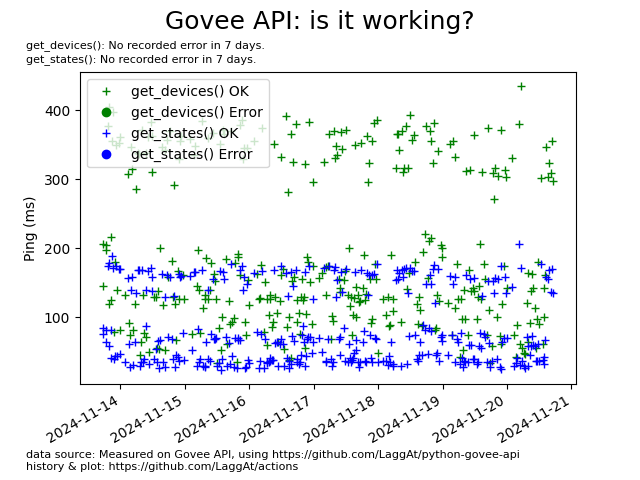 Govee API: is it working?
get_devices(): No recorded error in 7 days.
get_states(): No recorded error in 7 days.
get_devices() OK
get_devices() Error
get_states() OK
get_states() Error
Ping (ms)
400
300
200
100
2024-11-14
2024-11-15
2024-11-16
2024-11-17
2024-11-18
2024-11-19
2024-11-20
2024-11-21
data source: Measured on Govee API, using https://github.com/LaggAt/python-govee-api
history & plot: https://github.com/LaggAt/actions